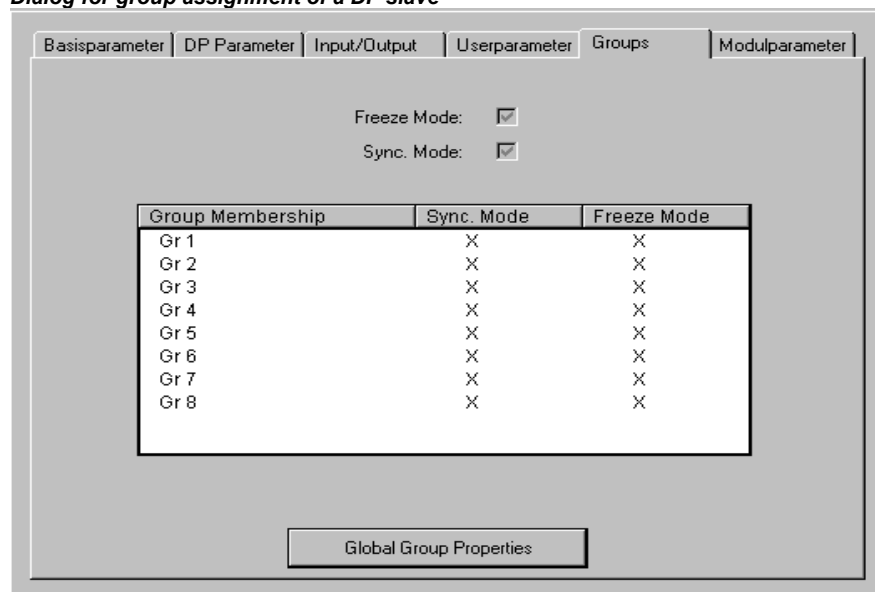 Dialog for group assignment of a DP slave
Basisparameter DP Parameter Input/Output Userparameter Groups Modulparameter
Freeze Mode:
Sync. Mode:
Group Membership Sync. Mode Freeze Mode
Gr 1 X X
Gr 2 X X
Gr 3 X X
Gr 4 X X
Gr 5 X X
Gr 6 X X
Gr 7 X X
Gr 8 X X
Global Group Properties